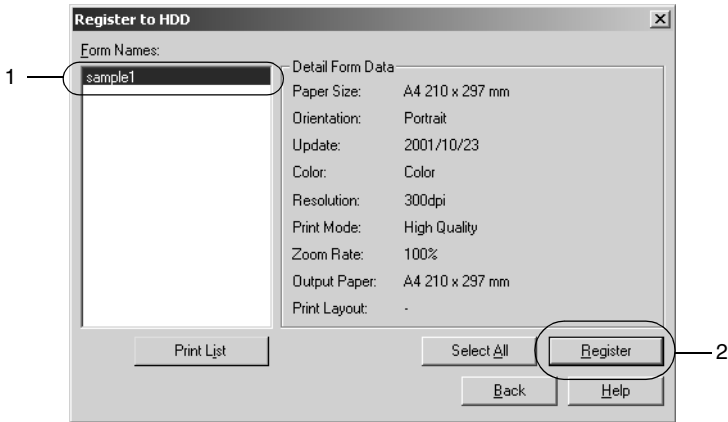 Register to HDD
Form Names:
1
sample1
Detail Form Data
Paper Size: A4 210 x 297 mm
Orientation: Portrait
Update: 2001/10/23
Color: Color
Resolution: 300dpi
Print Mode: High Quality
Zoom Rate: 100%
Output Paper: A4 210 x 297 mm
Print Layout: -
Print List
Select All
Register
2
Back
Help